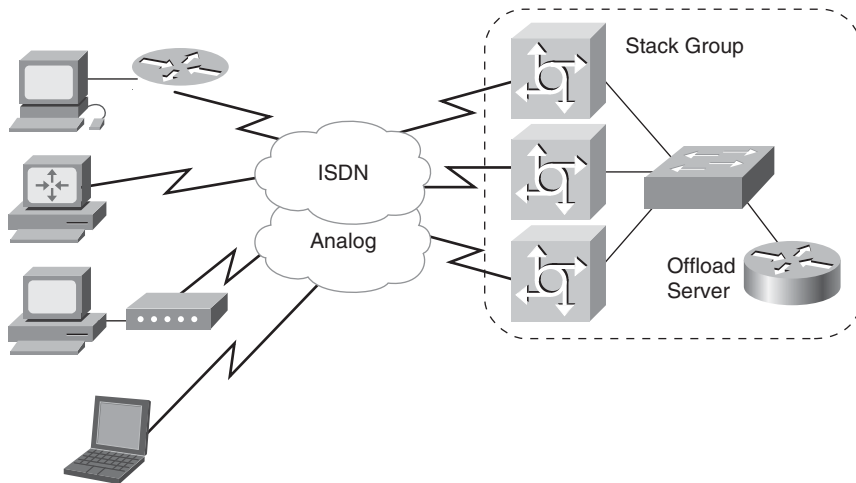 Stack Group
ISDN
Analog
Offload
Server